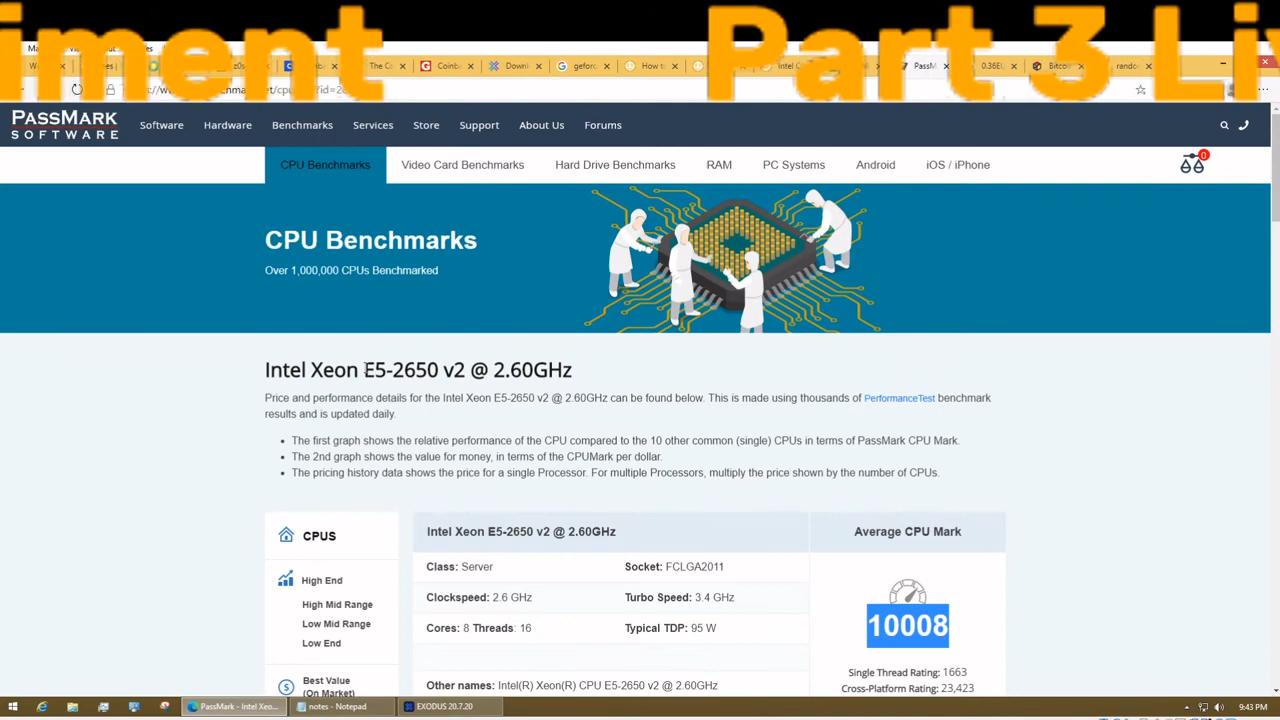 iment Part 3 Li
PASSMARK
SOFTWARE
Software Hardware Benchmarks Services Store Support About Us Forums
CPU Benchmarks Video Card Benchmarks Hard Drive Benchmarks RAM PC Systems Android iOS / iPhone
0
CPU Benchmarks
Over 1,000,000 CPUs Benchmarked
Intel Xeon E5-2650 v2 @ 2.60GHz
Price and performance details for the Intel Xeon E5-2650 v2 @ 2.60GHz can be found below. This is made using thousands of PerformanceTest benchmark
results and is updated daily.
The first graph shows the relative performance of the CPU compared to the 10 other common (single) CPUs in terms of PassMark CPU Mark.
The 2nd graph shows the value for money, in terms of the CPUMark per dollar.
The pricing history data shows the price for a single Processor. For multiple Processors, multiply the price shown by the number of CPUs.
CPUS
High End
High Mid Range
Low Mid Range
Low End
Best Value
(On Market)
Intel Xeon E5-2650 v2 @ 2.60GHz
Class: Server Socket: FCLGA2011
Clockspeed: 2.6 GHz Turbo Speed: 3.4 GHz
Cores: 8 Threads: 16 Typical TDP: 95 W
Other names: Intel(R) Xeon(R) CPU E5-2650 v2 @ 2.60GHz
Average CPU Mark
10008
Single Thread Rating: 1663
Cross-Platform Rating: 23,423
PassMark - Intel Xeo... notes - Notepad EXODUS 20.7.20 9:43 PM